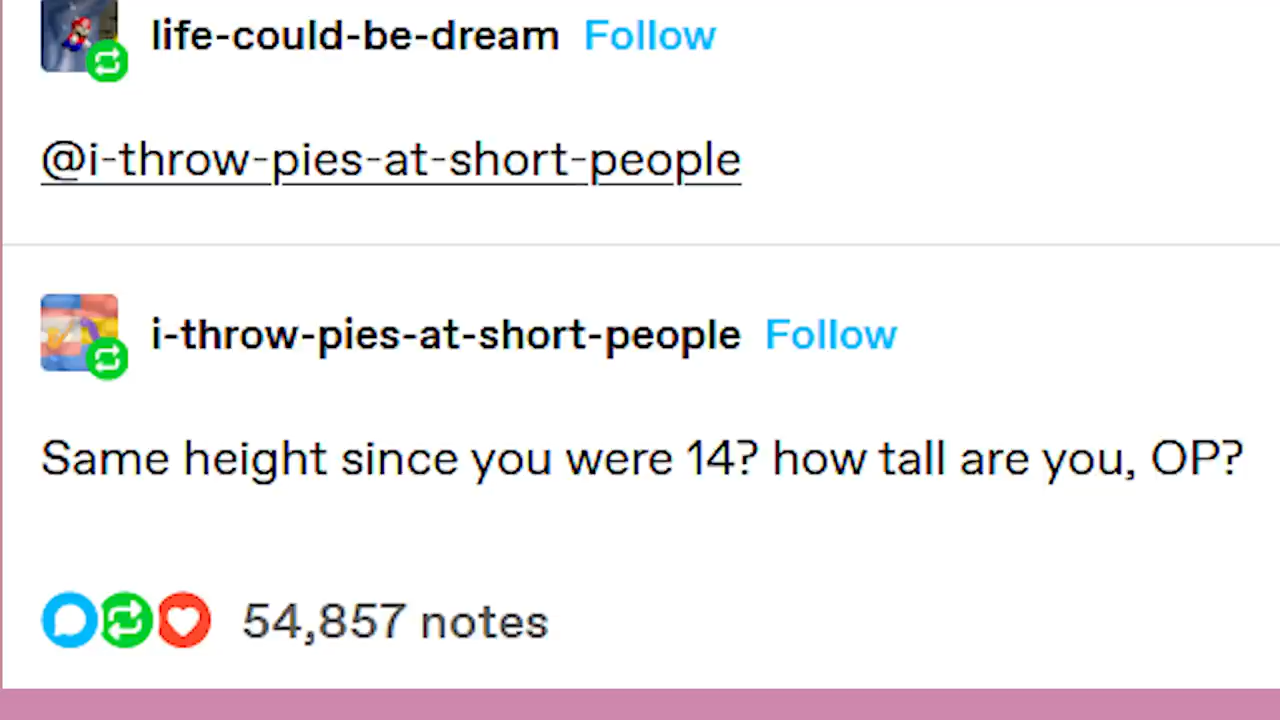 life-could-be-dream Follow
@i-throw-pies-at-short-people
i-throw-pies-at-short-people Follow
Same height since you were 14? how tall are you, OP?
54,857 notes